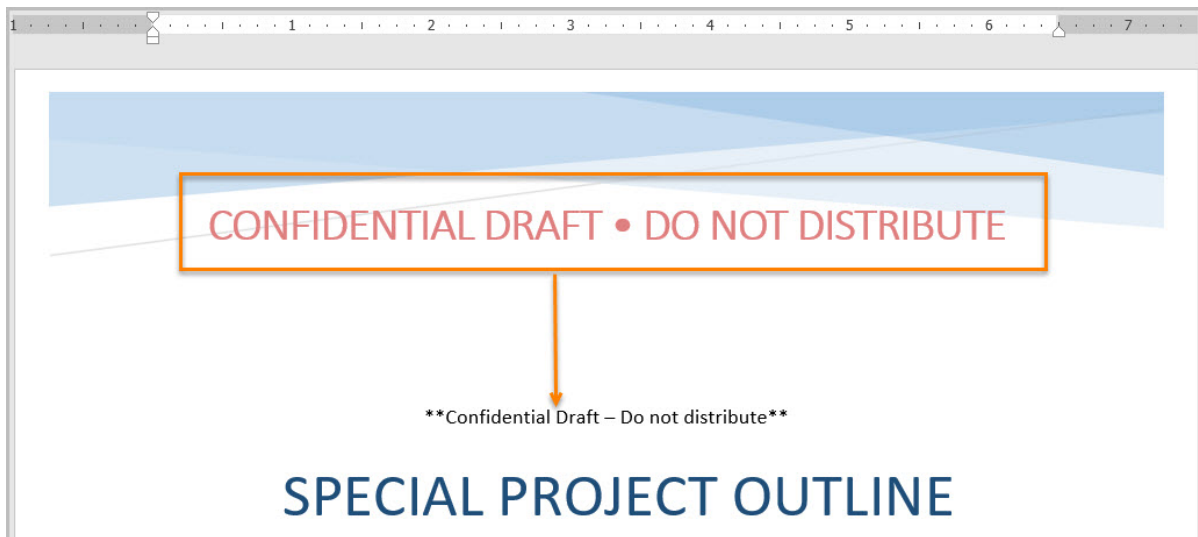 1 1 2 3 4 5 6 7
CONFIDENTIAL DRAFT • DO NOT DISTRIBUTE
**Confidential Draft – Do not distribute**
SPECIAL PROJECT OUTLINE